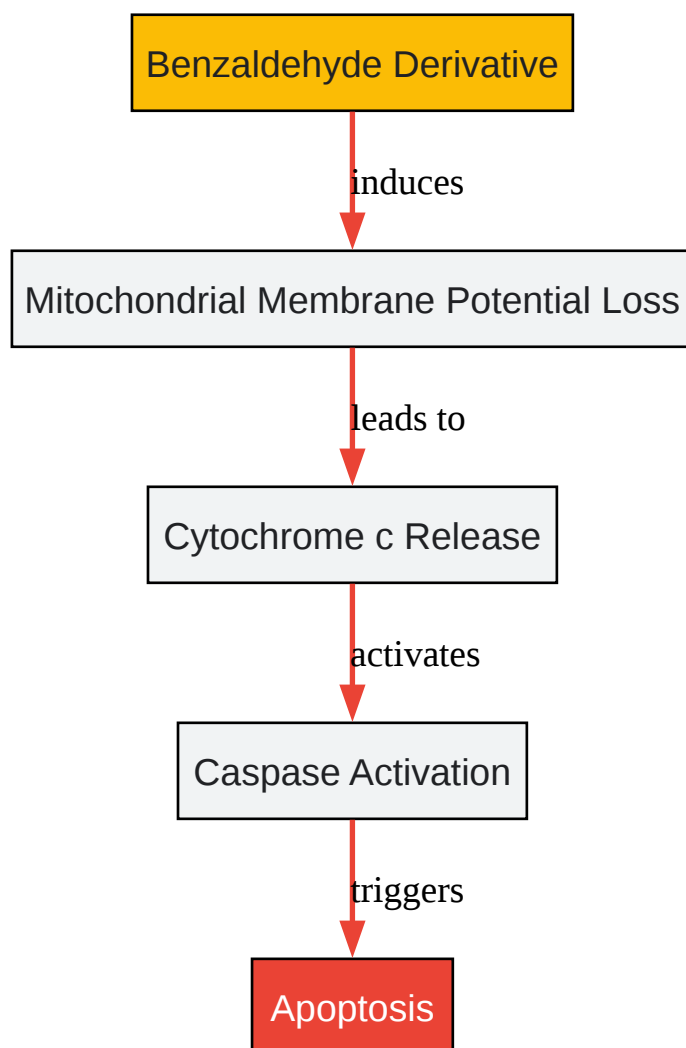 Benzaldehyde Derivative
induces
Mitochondrial Membrane Potential Loss
leads to
Cytochrome c Release
activates
Caspase Activation
triggers
Apoptosis